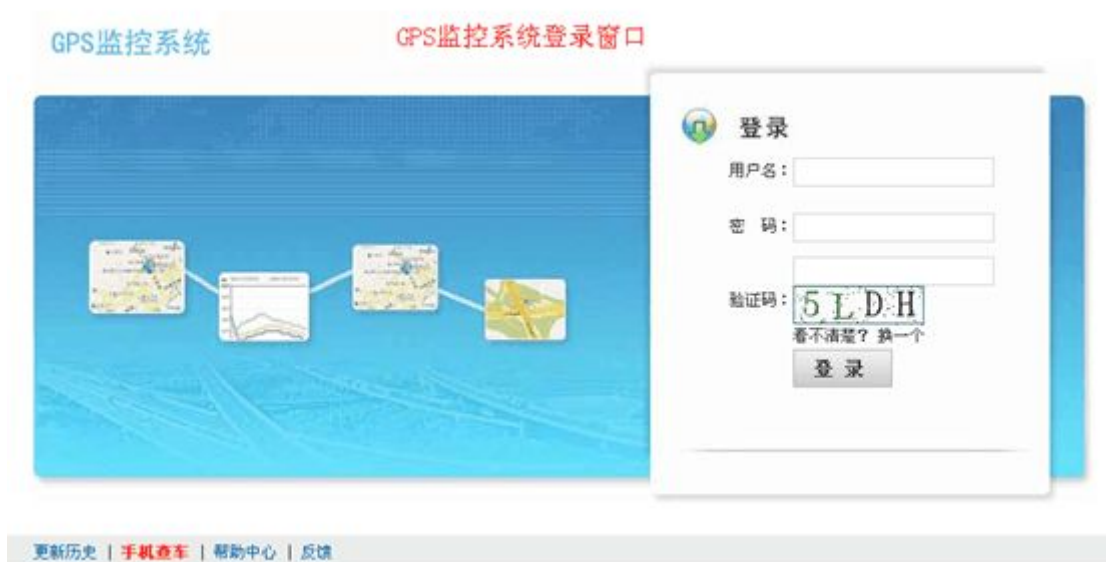 GPS监控系统
GPS监控系统登录窗口
登录
用户名：
密 码：
验证码：
5LDH
看不清楚？ 换一个
登 录
更新历史 | 手机查车 | 帮助中心 | 反馈